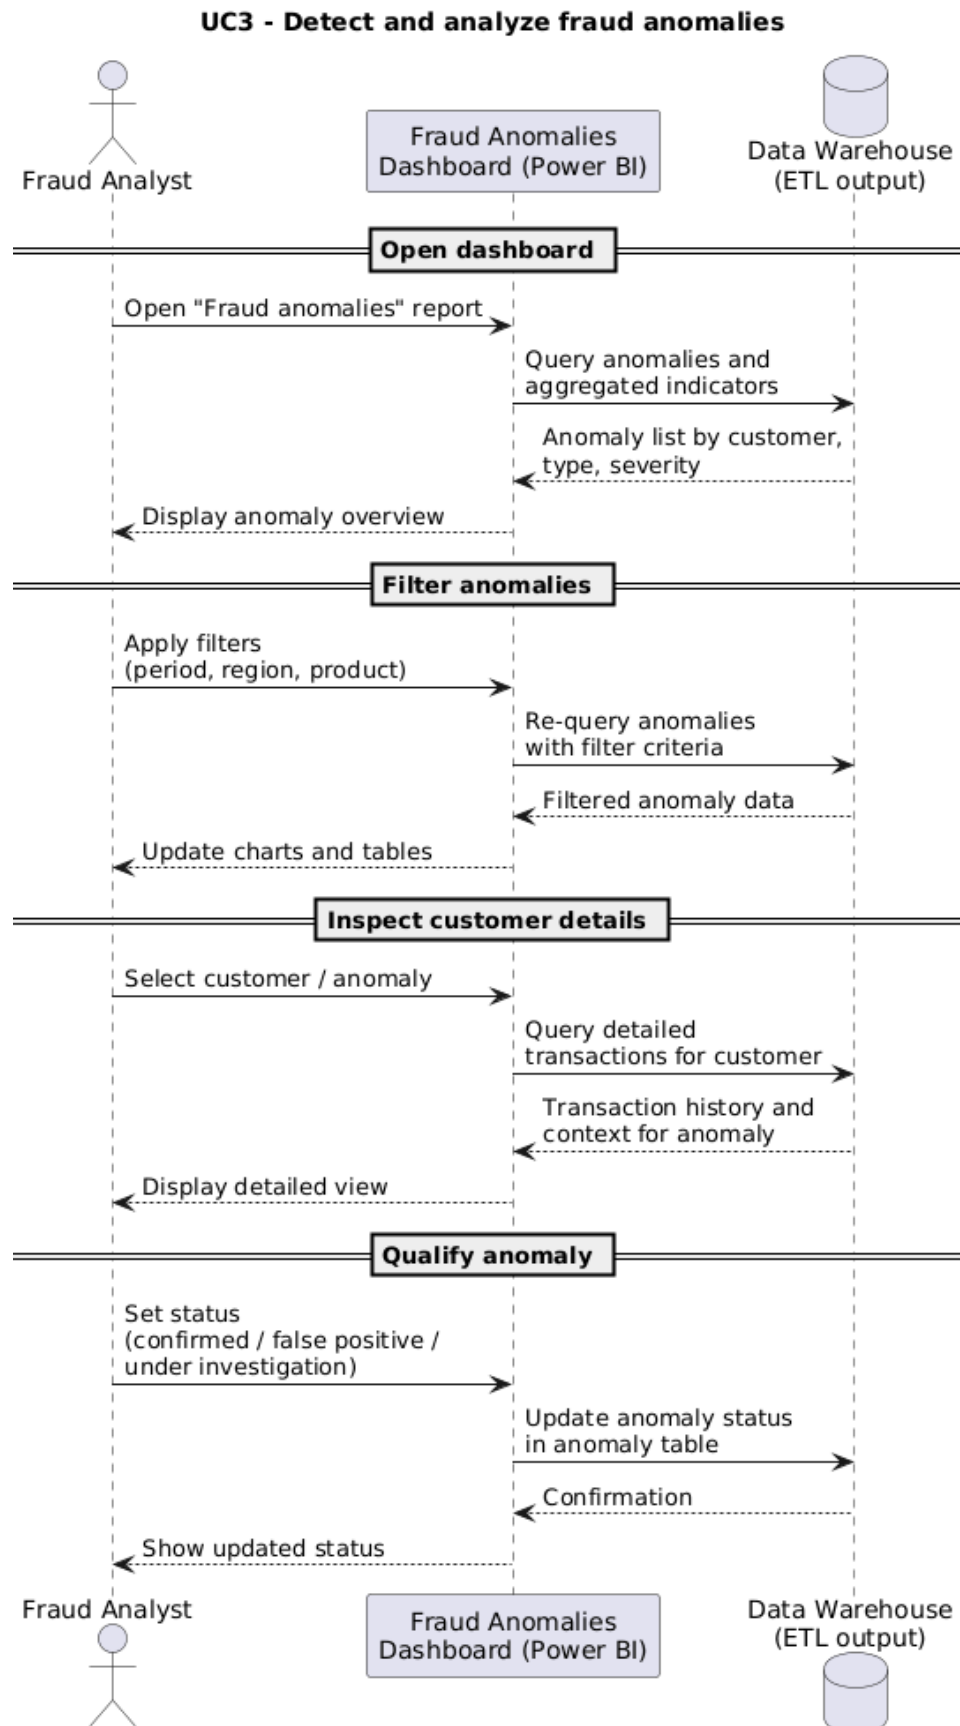 UC3 - Detect and analyze fraud anomalies
Fraud Analyst
Fraud Anomalies
Dashboard (Power BI)
Data Warehouse
(ETL output)
Open dashboard
Open "Fraud anomalies" report
Query anomalies and
aggregated indicators
Anomaly list by customer,
type, severity
Display anomaly overview
Filter anomalies
Apply filters
(period, region, product)
Re-query anomalies
with filter criteria
Filtered anomaly data
Update charts and tables
Inspect customer details
Select customer / anomaly
Query detailed
transactions for customer
Transaction history and
context for anomaly
Display detailed view
Qualify anomaly
Set status
(confirmed / false positive /
under investigation)
Update anomaly status
in anomaly table
Confirmation
Show updated status
Fraud Analyst
Fraud Anomalies
Dashboard (Power BI)
Data Warehouse
(ETL output)